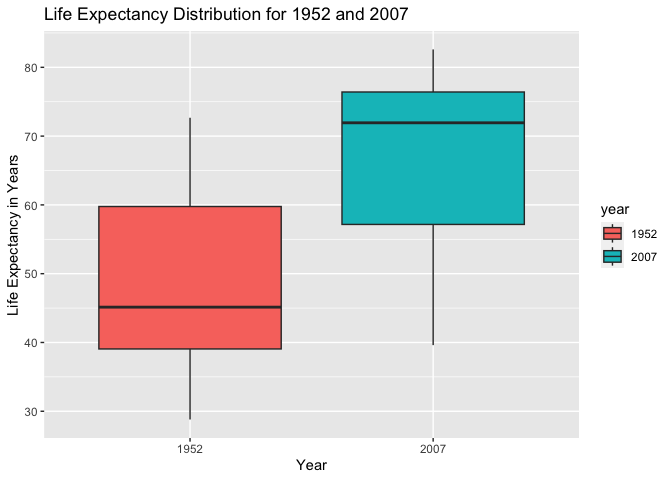 Life Expectancy Distribution for 1952 and 2007
Life Expectancy in Years
80
70
60
50
40
30
1952
2007
Year
year
1952
2007